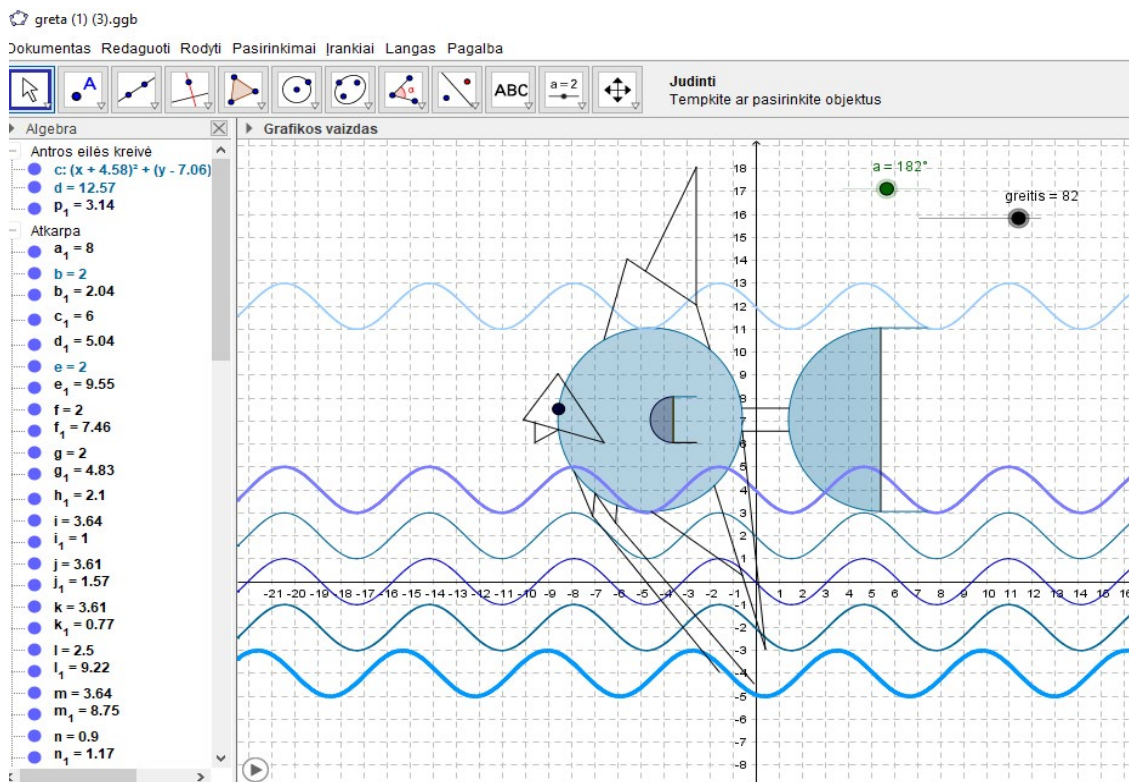 greta (1) (3).ggb
Dokumentas Redaguoti Rodyti Pasirinkimai Įrankiai Langas Pagalba
A
α
ABC
a = 2
Judinti
Tempkite ar pasirinkite objektus
Algebra
Grafikos vaizdas
Antros eilės kreivė
c: (x + 4.58)² + (y - 7.06)
d = 12.57
p₁ = 3.14
Atkarpa
a₁ = 8
b = 2
b₁ = 2.04
c₁ = 6
d₁ = 5.04
e = 2
e₁ = 9.55
f = 2
f₁ = 7.46
g = 2
g₁ = 4.83
h₁ = 2.1
i = 3.64
i₁ = 1
j = 3.61
j₁ = 1.57
k = 3.61
k₁ = 0.77
l = 2.5
l₁ = 9.22
m = 3.64
m₁ = 8.75
n = 0.9
n₁ = 1.17
a = 182°
greitis = 82
18
17
16
15
14
13
12
11
10
9
8
7
6
5
4
3
2
1
-21 -20 -19 -18 -17 -16 -15 -14 -13 -12 -11 -10 -9 -8 -7 -6 -5 -4 -3 -2 -1 0 1 2 3 4 5 6 7 8 9 10 11 12 13 14 15 16
-1
-2
-3
-4
-5
-6
-7
-8